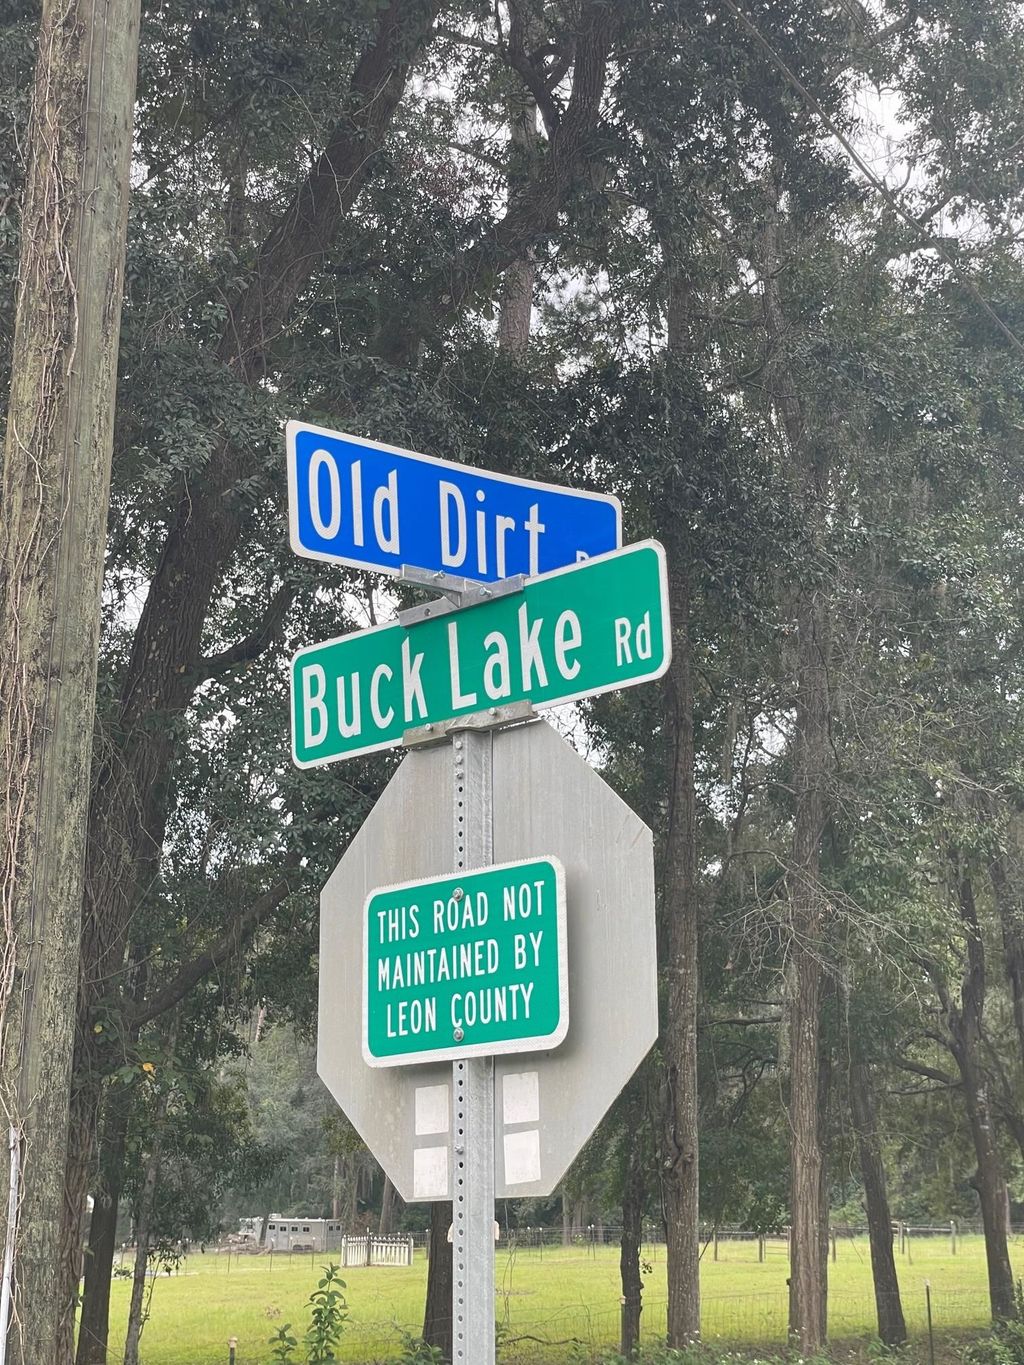 Old Dirt
Buck Lake Rd
THIS ROAD NOT
MAINTAINED BY
LEON COUNTY